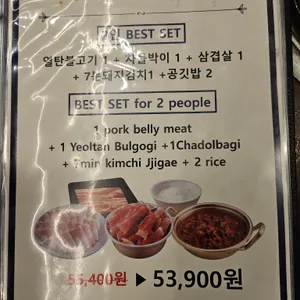 2인 BEST SET
열탄불고기 1 + 차돌박이 1 + 삼겹살 1
+ 7분돼지김치1 +공깃밥 2
BEST SET for 2 people
1 pork belly meat
+ 1 Yeoltan Bulgogi +1Chadolbagi
+ 7min kimchi Jjigae + 2 rice
55,400원 ▶ 53,900원